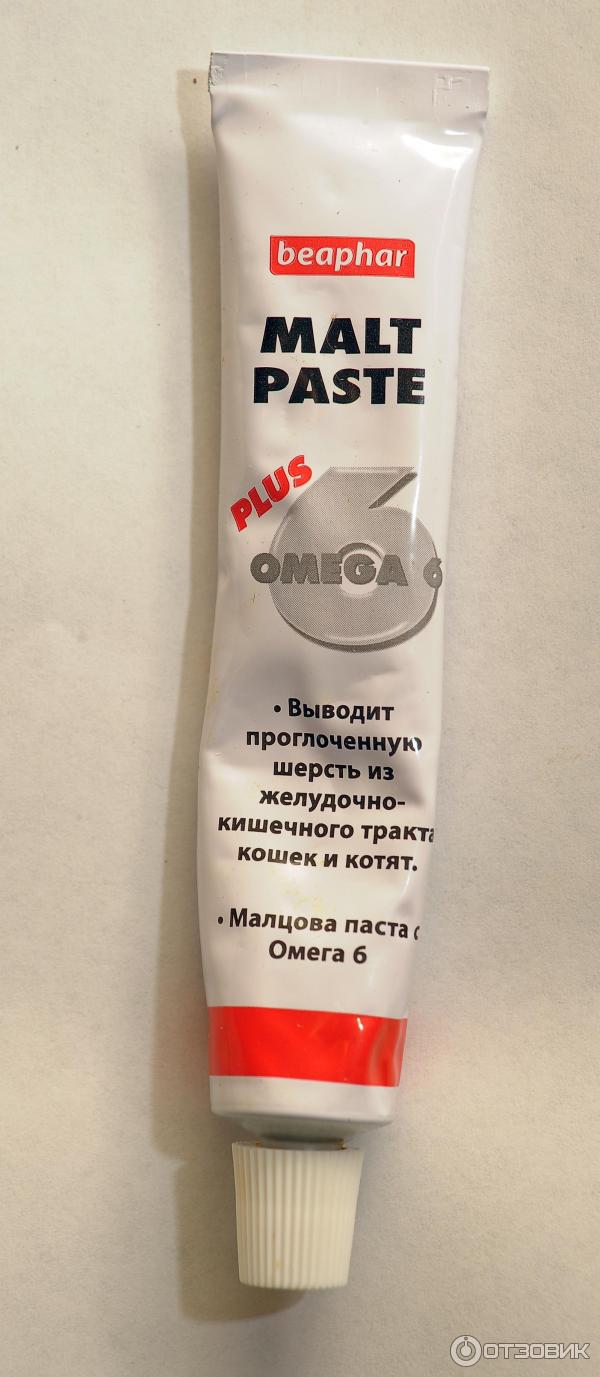 beaphar
MALT
PASTE
PLUS
6
OMEGA 6
• Выводит
проглоченную
шерсть из
желудочно-
кишечного тракта
кошек и котят.
• Малцова паста с
Омега 6
ОТЗОВИК